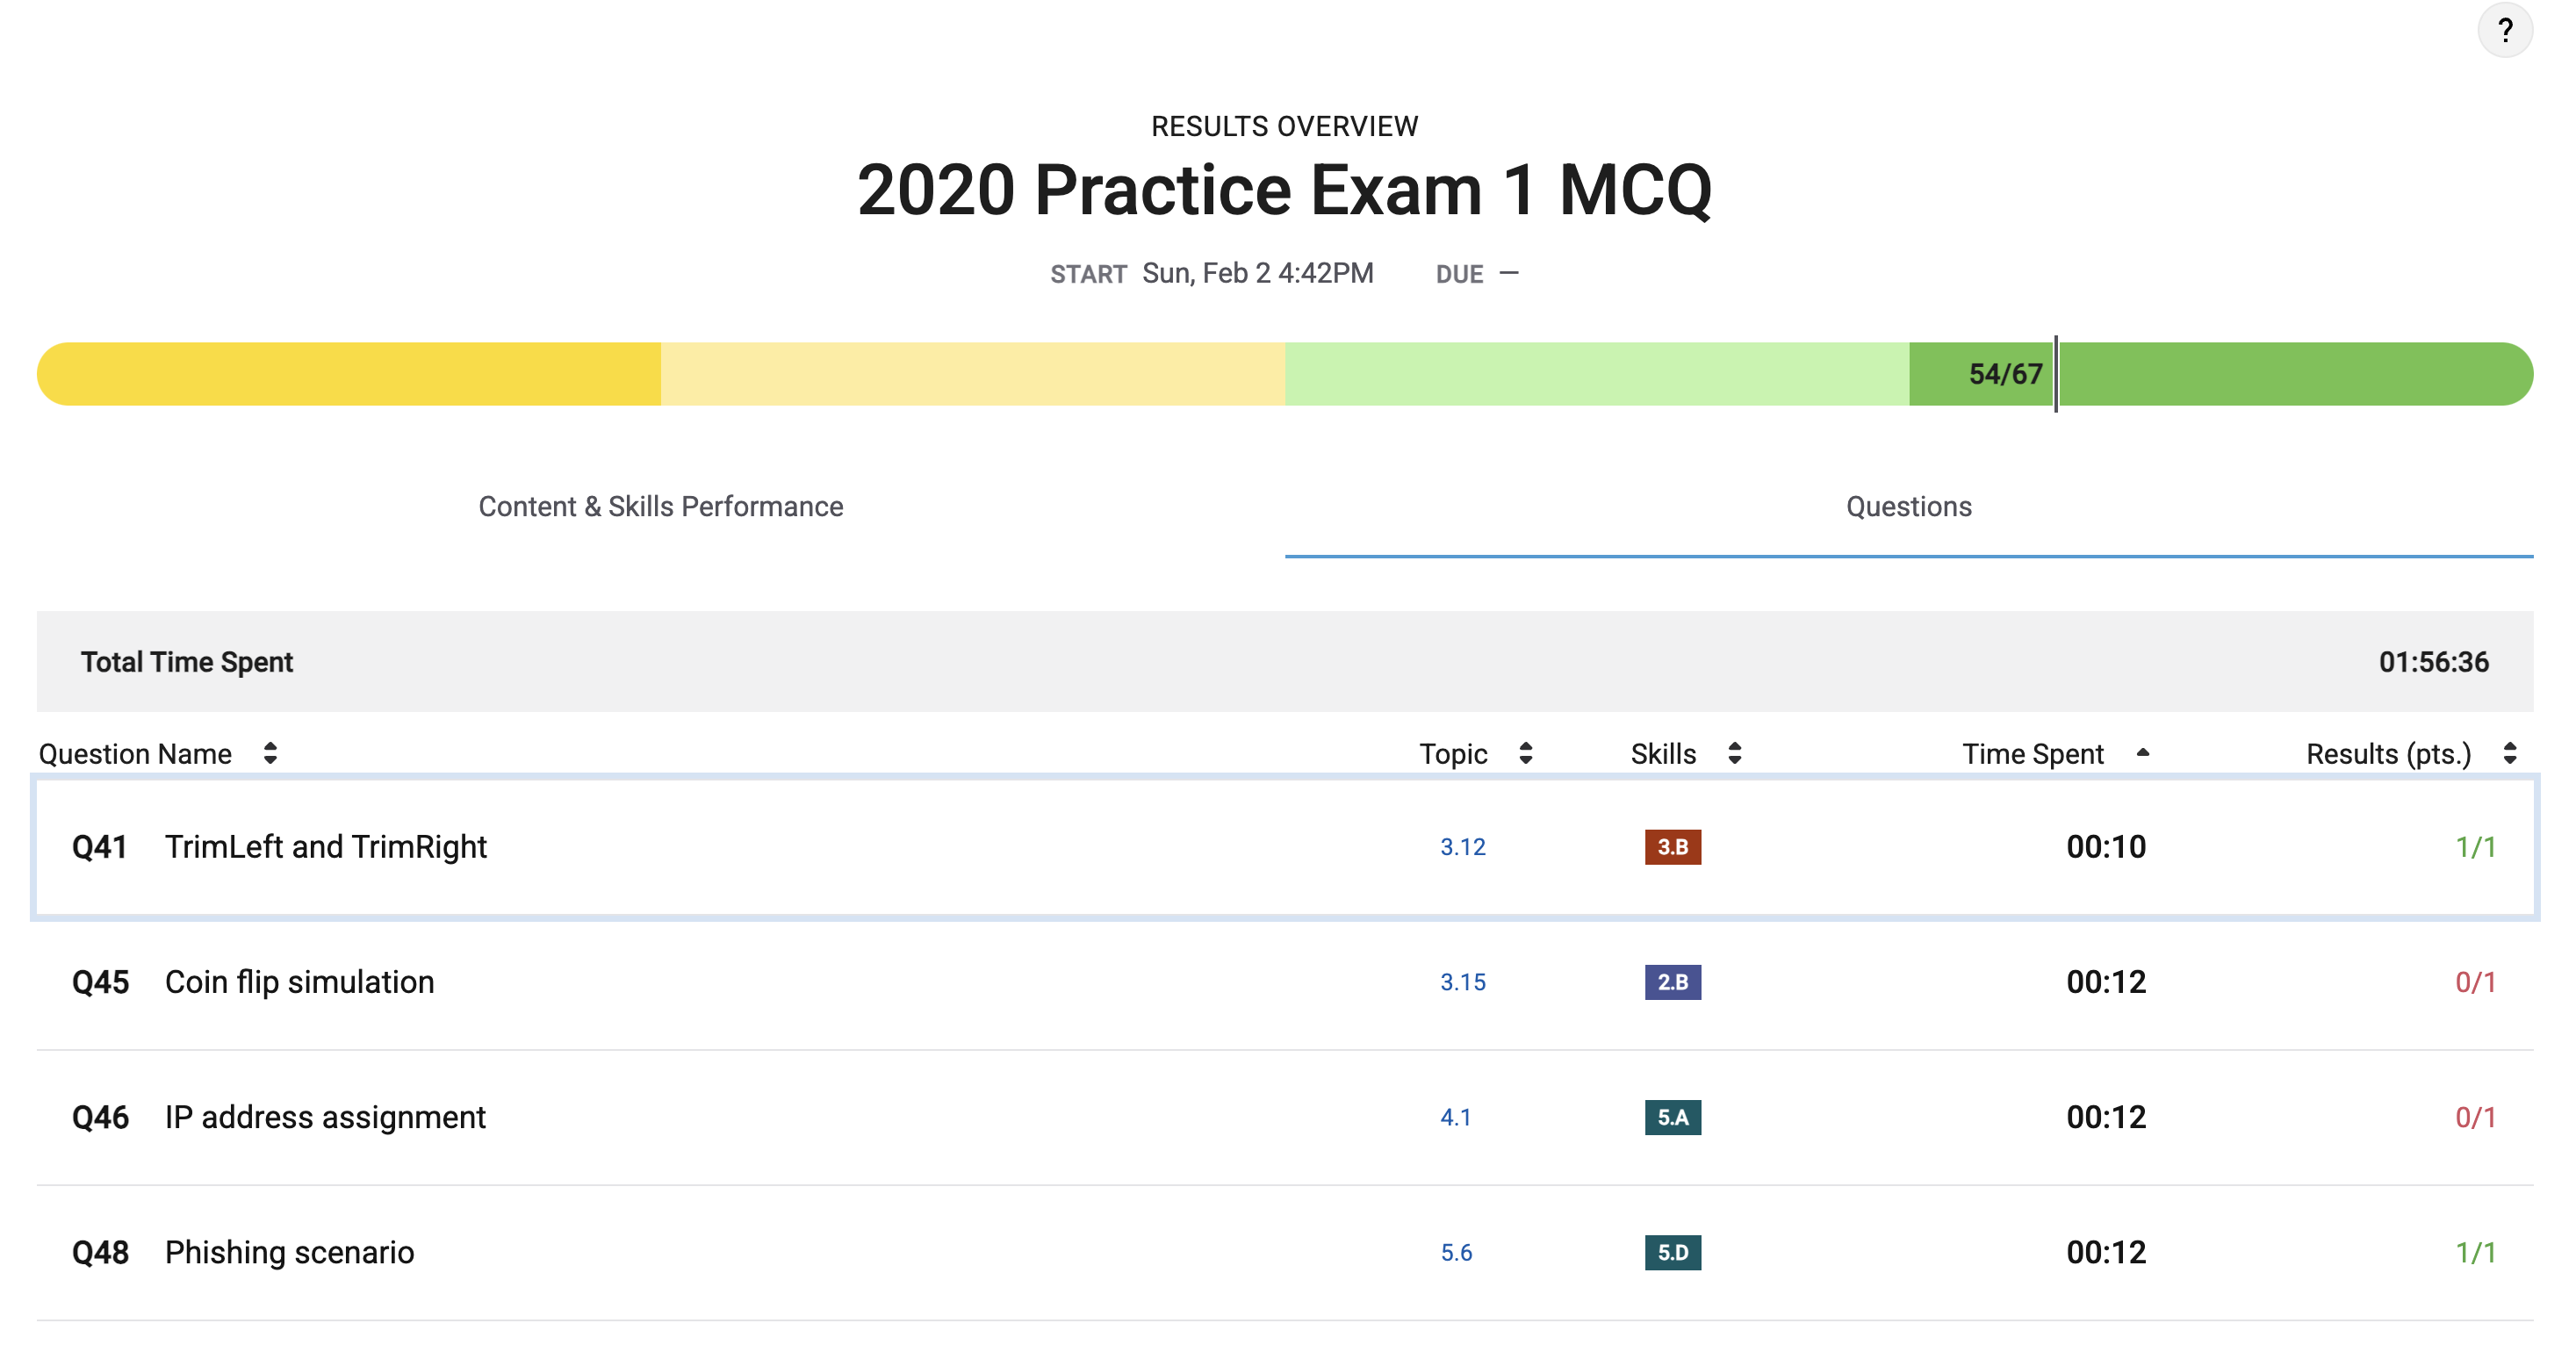 ?
RESULTS OVERVIEW
2020 Practice Exam 1 MCQ
START Sun, Feb 2 4:42PM DUE —
54/67
Content & Skills Performance Questions
Total Time Spent 01:56:36
Question Name Topic Skills Time Spent Results (pts.)
Q41 TrimLeft and TrimRight 3.12 3.B 00:10 1/1
Q45 Coin flip simulation 3.15 2.B 00:12 0/1
Q46 IP address assignment 4.1 5.A 00:12 0/1
Q48 Phishing scenario 5.6 5.D 00:12 1/1